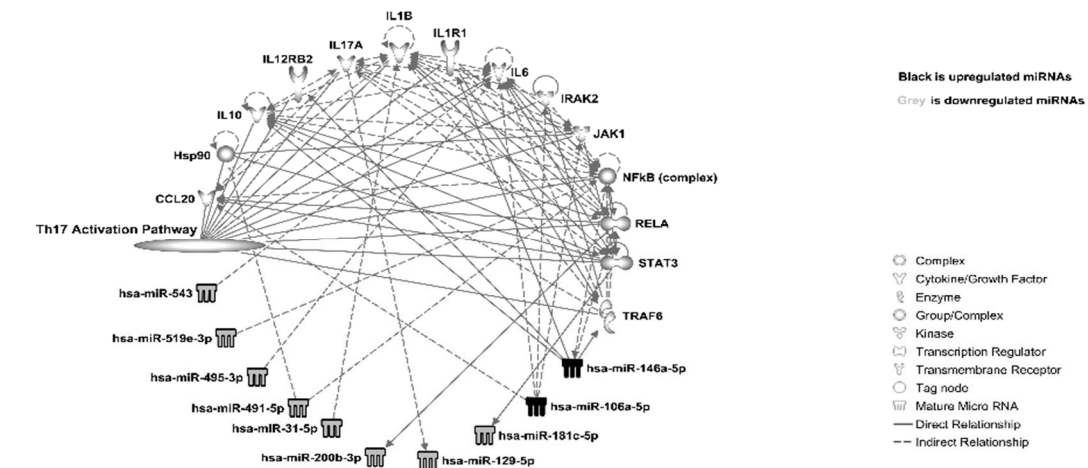 IL1B
IL1R1
IL17A
IL12RB2
IL6
IRAK2
IL10
JAK1
Hsp90
NFkB (complex)
CCL20
RELA
Th17 Activation Pathway
STAT3
hsa-miR-543
TRAF6
hsa-miR-519e-3p
hsa-miR-495-3p
hsa-miR-146a-5p
hsa-miR-491-5p
hsa-miR-106a-5p
hsa-miR-31-5p
hsa-miR-181c-5p
hsa-miR-200b-3p
hsa-miR-129-5p
Black is upregulated miRNAs
Grey is downregulated miRNAs
Complex
Cytokine/Growth Factor
Enzyme
Group/Complex
Kinase
Transcription Regulator
Transmembrane Receptor
Tag node
Mature Micro RNA
Direct Relationship
Indirect Relationship